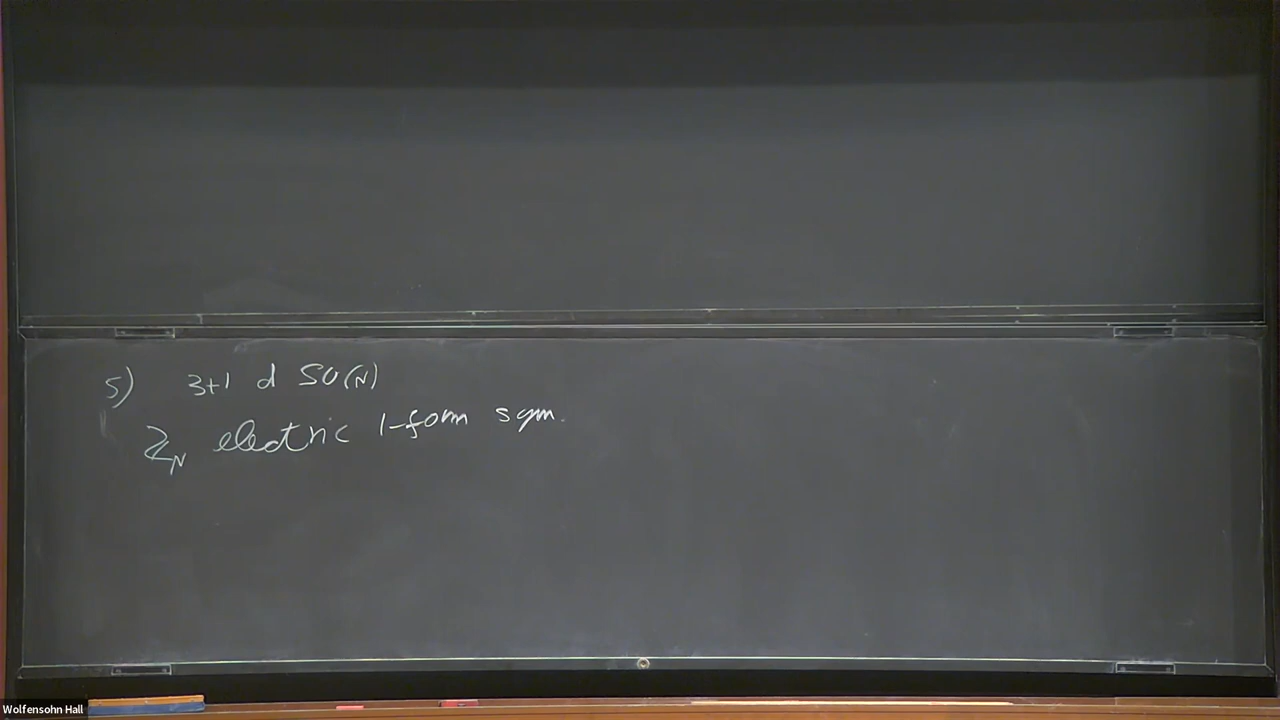 5) 3+1 d SU(N)
ℤ_N electric 1-form sym.
Wolfensohn Hall